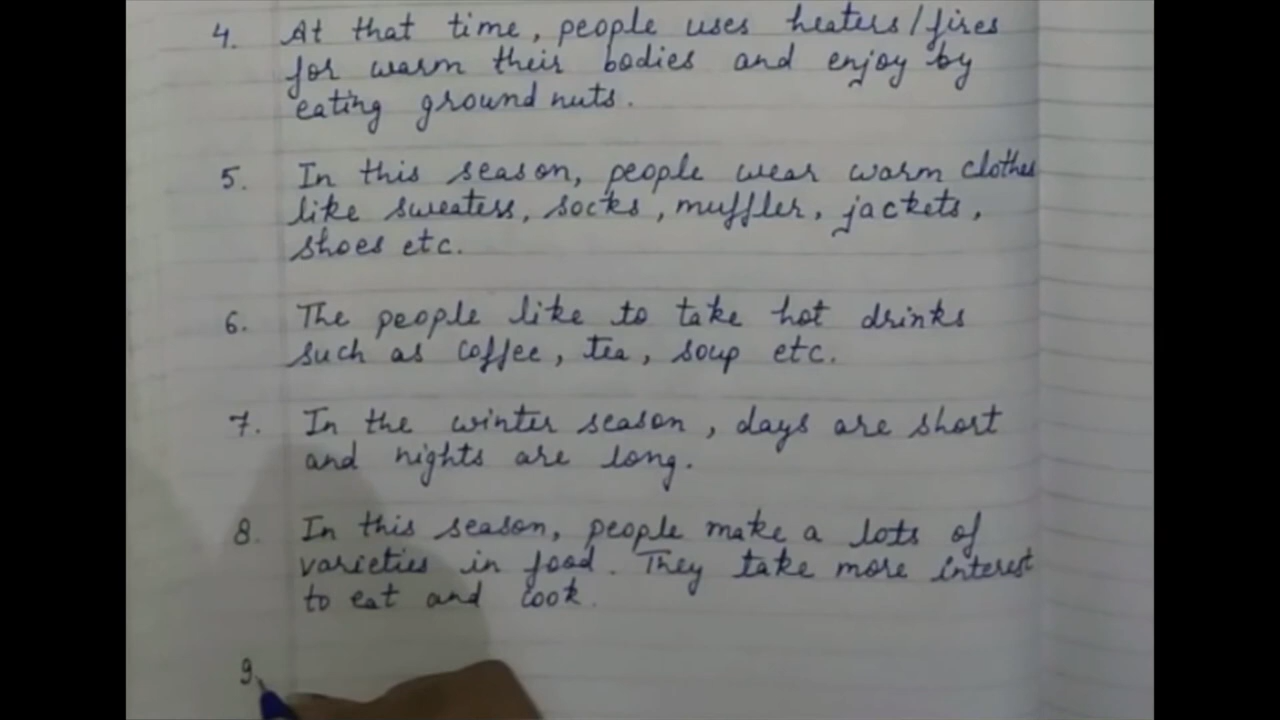 4. At that time, people uses heaters/fires
for warm their bodies and enjoy by
eating ground nuts.
5. In this season, people wear warm clothes
like sweaters, socks, muffler, jackets,
shoes etc.
6. The people like to take hot drinks
such as coffee, tea, soup etc.
7. In the winter season, days are short
and nights are long.
8. In this season, people make a lots of
varieties in food. They take more interest
to eat and cook.
9